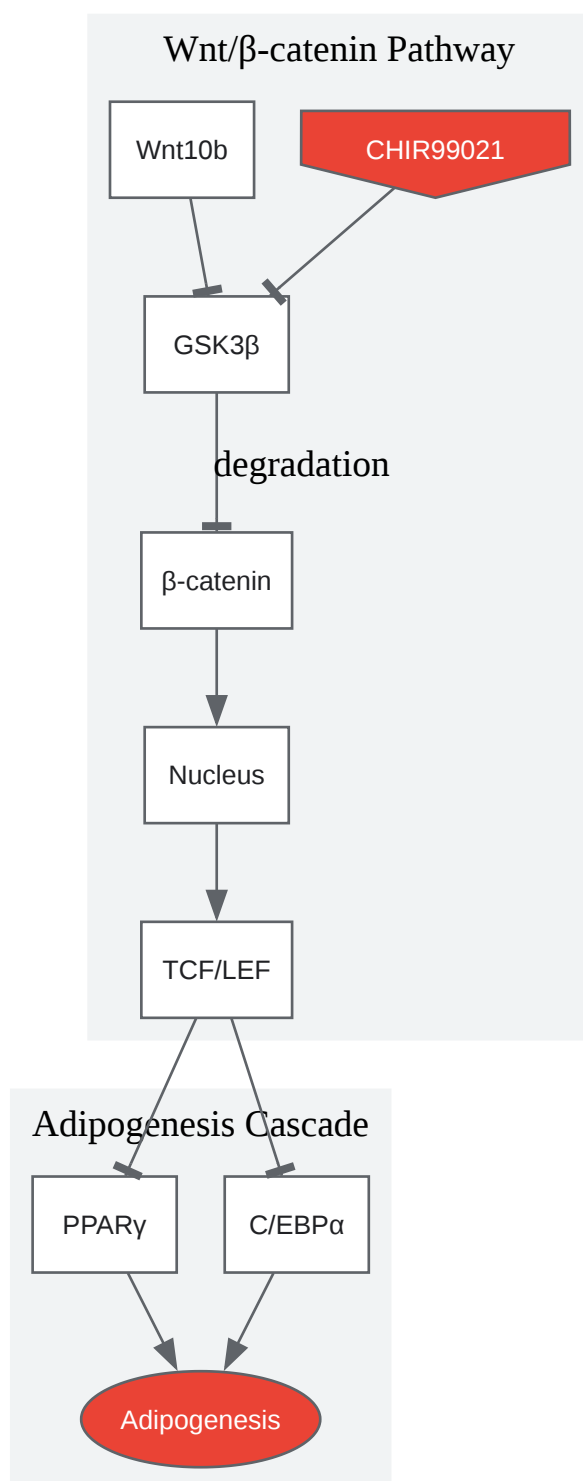 Wnt/β-catenin Pathway
Wnt10b
CHIR99021
GSK3β
degradation
β-catenin
Nucleus
TCF/LEF
Adipogenesis Cascade
PPARγ
C/EBPα
Adipogenesis